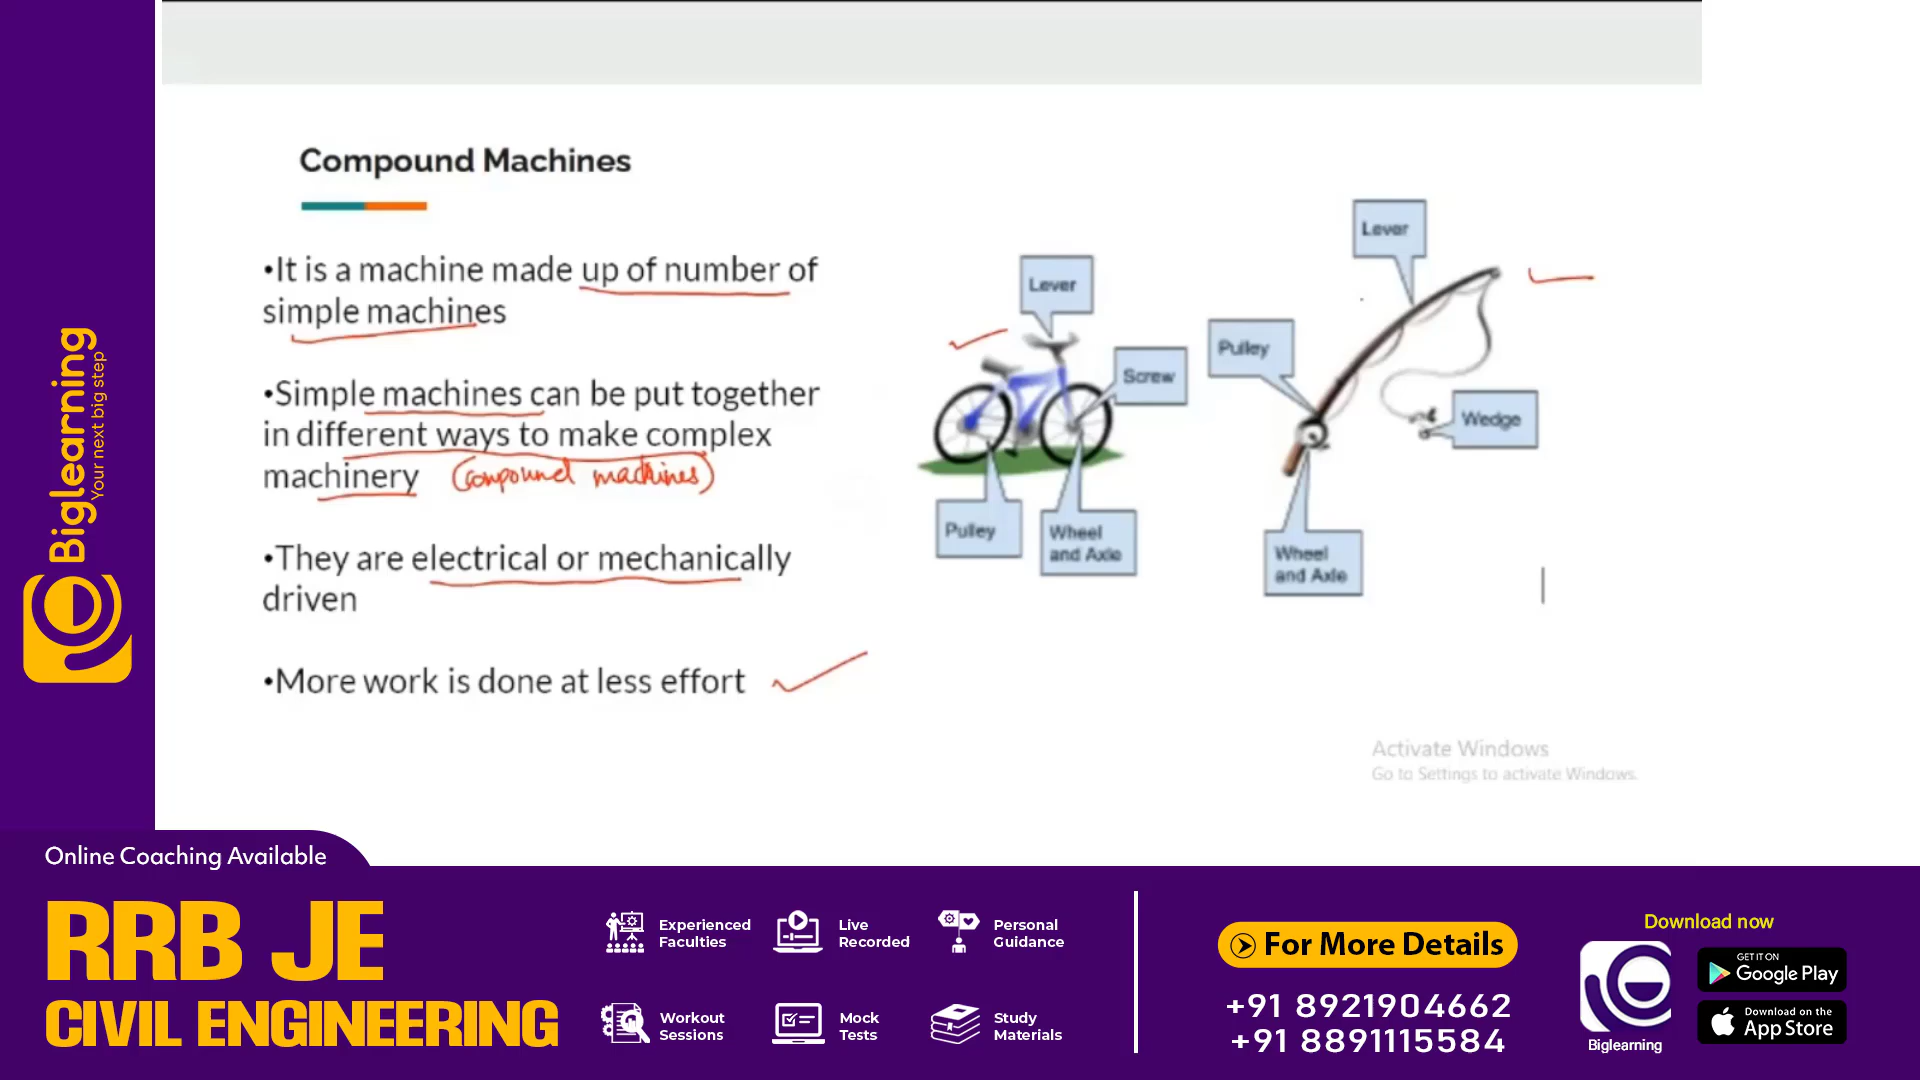 Compound Machines
•It is a machine made up of number of
simple machines
•Simple machines can be put together
in different ways to make complex
machinery (compound machines)
•They are electrical or mechanically
driven
•More work is done at less effort
Lever
Screw
Pulley
Wheel
and Axle
Lever
Pulley
Wedge
Wheel
and Axle
Activate Windows
Go to Settings to activate Windows.
Biglearning
Your next big step
Online Coaching Available
RRB JE
CIVIL ENGINEERING
Experienced
Faculties
Live
Recorded
Personal
Guidance
Workout
Sessions
Mock
Tests
Study
Materials
For More Details
+91 8921904662
+91 8891115584
Download now
Biglearning
GET IT ON
Google Play
Download on the
App Store